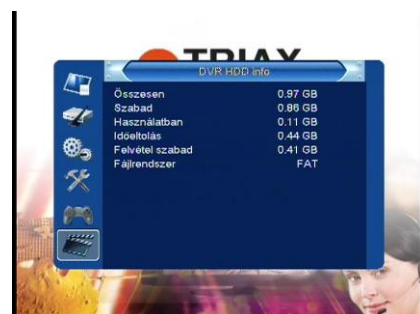 TRIAX
DVR HDD info
Összesen 0.97 GB
Szabad 0.86 GB
Használatban 0.11 GB
Időeltolás 0.44 GB
Felvétel szabad 0.41 GB
Fájlrendszer FAT